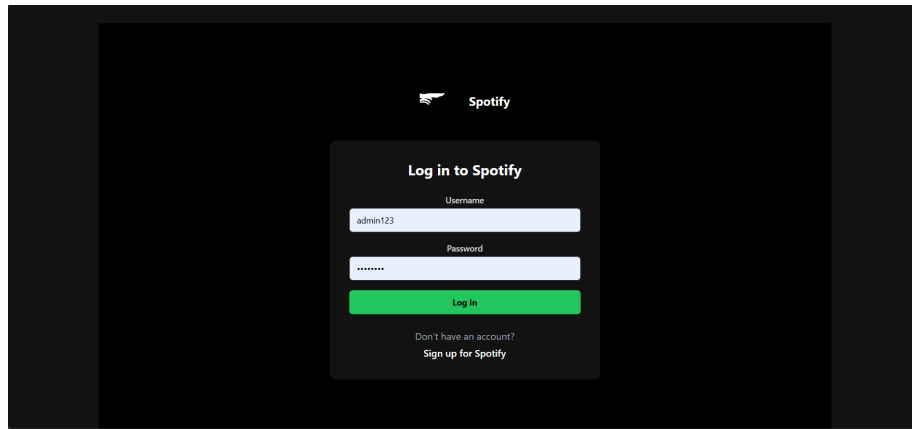 Spotify
Log in to Spotify
Username
admin123
Password
••••••••
Log In
Don't have an account?
Sign up for Spotify